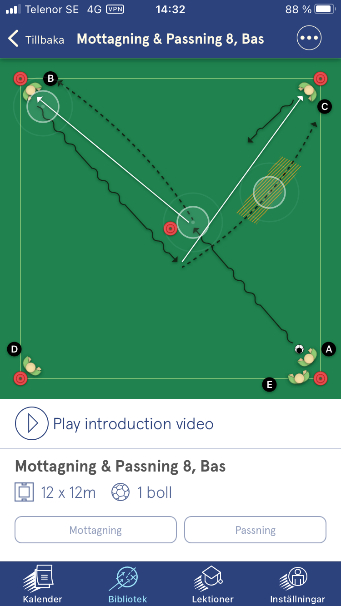 Telenor SE 4G VPN 14:32 88 %
Tillbaka Mottagning & Passning 8, Bas
B
C
D
A
E
Play introduction video
Mottagning & Passning 8, Bas
12 x 12m 1 boll
Mottagning Passning
Kalender Bibliotek Lektioner Inställningar